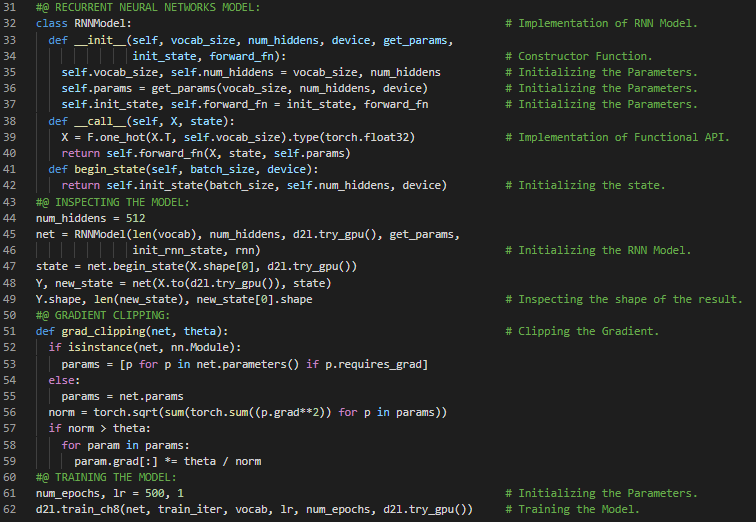 31 #@ RECURRENT NEURAL NETWORKS MODEL:
32 class RNNModel: # Implementation of RNN Model.
33 def __init__(self, vocab_size, num_hiddens, device, get_params,
34 init_state, forward_fn): # Constructor Function.
35 self.vocab_size, self.num_hiddens = vocab_size, num_hiddens # Initializing the Parameters.
36 self.params = get_params(vocab_size, num_hiddens, device) # Initializing the Parameters.
37 self.init_state, self.forward_fn = init_state, forward_fn # Initializing the Parameters.
38 def __call__(self, X, state):
39 X = F.one_hot(X.T, self.vocab_size).type(torch.float32) # Implementation of Functional API.
40 return self.forward_fn(X, state, self.params)
41 def begin_state(self, batch_size, device):
42 return self.init_state(batch_size, self.num_hiddens, device) # Initializing the state.
43 #@ INSPECTING THE MODEL:
44 num_hiddens = 512
45 net = RNNModel(len(vocab), num_hiddens, d2l.try_gpu(), get_params,
46 init_rnn_state, rnn) # Initializing the RNN Model.
47 state = net.begin_state(X.shape[0], d2l.try_gpu())
48 Y, new_state = net(X.to(d2l.try_gpu()), state)
49 Y.shape, len(new_state), new_state[0].shape # Inspecting the shape of the result.
50 #@ GRADIENT CLIPPING:
51 def grad_clipping(net, theta): # Clipping the Gradient.
52 if isinstance(net, nn.Module):
53 params = [p for p in net.parameters() if p.requires_grad]
54 else:
55 params = net.params
56 norm = torch.sqrt(sum(torch.sum((p.grad**2)) for p in params))
57 if norm > theta:
58 for param in params:
59 param.grad[:] *= theta / norm
60 #@ TRAINING THE MODEL:
61 num_epochs, lr = 500, 1 # Initializing the Parameters.
62 d2l.train_ch8(net, train_iter, vocab, lr, num_epochs, d2l.try_gpu()) # Training the Model.